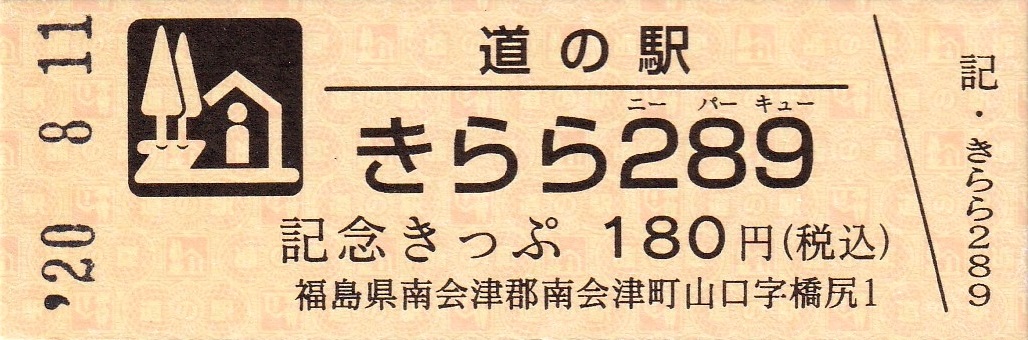 '20 8 11
道の駅
ニー パー キュー
きらら289
記念きっぷ 180円(税込)
福島県南会津郡南会津町山口字橋尻1
記・きらら289